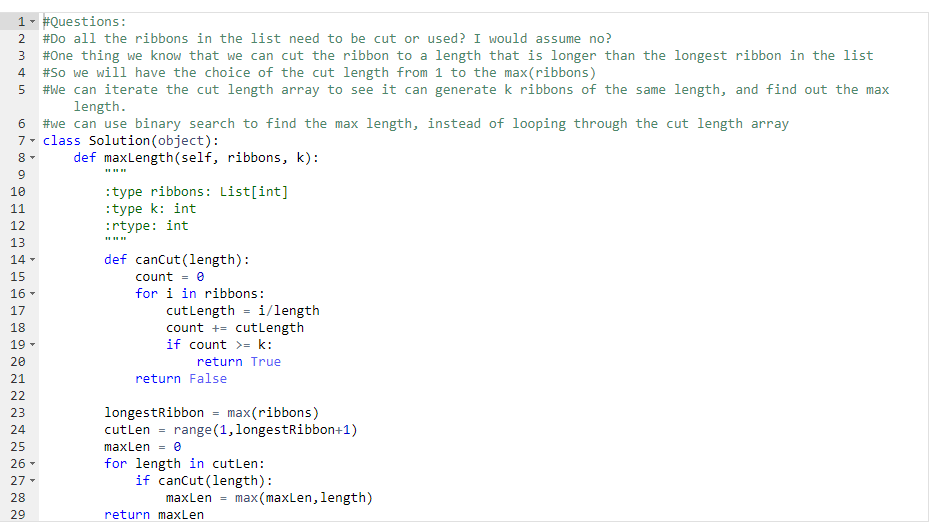 1 #Questions:
2 #Do all the ribbons in the list need to be cut or used? I would assume no?
3 #One thing we know that we can cut the ribbon to a length that is longer than the longest ribbon in the list
4 #So we will have the choice of the cut length from 1 to the max(ribbons)
5 #We can iterate the cut length array to see it can generate k ribbons of the same length, and find out the max
length.
6 #we can use binary search to find the max length, instead of looping through the cut length array
7 class Solution(object):
8     def maxLength(self, ribbons, k):
9         """
10         :type ribbons: List[int]
11         :type k: int
12         :rtype: int
13         """
14         def canCut(length):
15             count = 0
16             for i in ribbons:
17                 cutLength = i/length
18                 count += cutLength
19                 if count >= k:
20                     return True
21             return False
22
23         longestRibbon = max(ribbons)
24         cutLen = range(1,longestRibbon+1)
25         maxLen = 0
26         for length in cutLen:
27             if canCut(length):
28                 maxLen = max(maxLen,length)
29         return maxLen